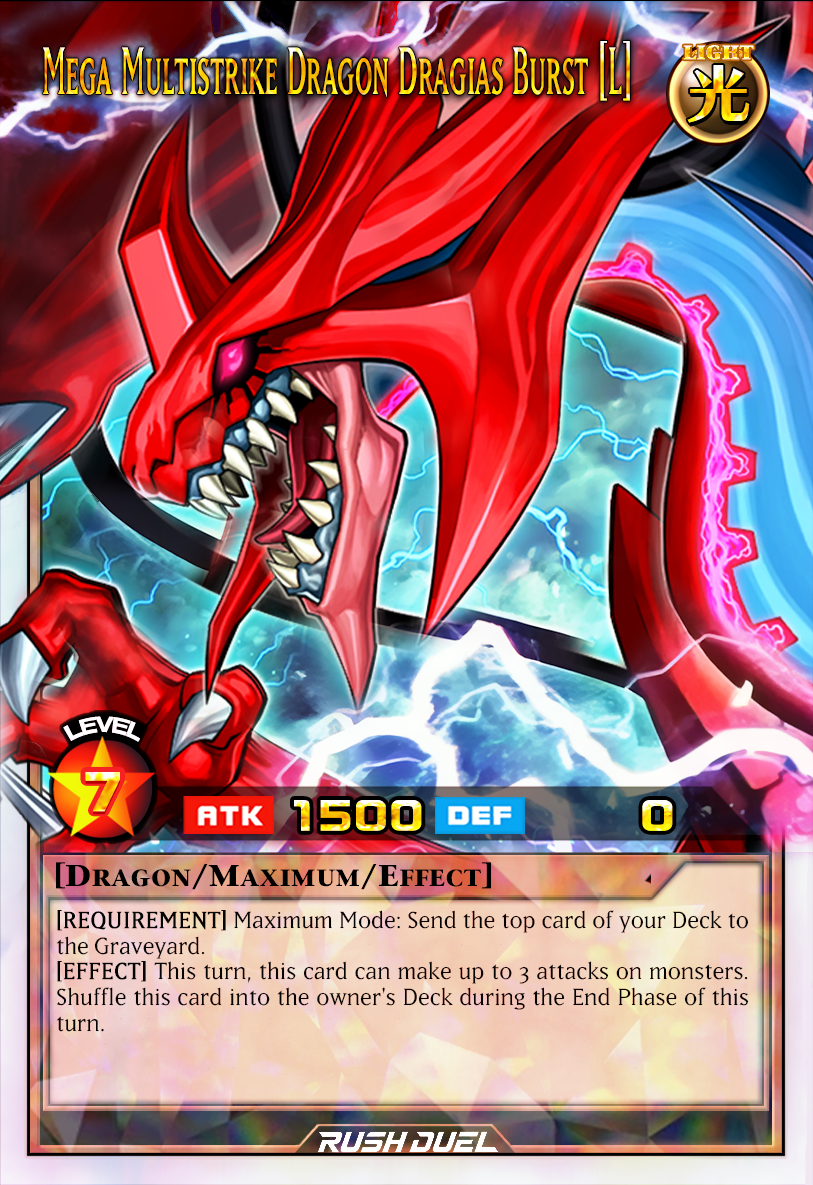 Mega Multistrike Dragon Dragias Burst [L]
LIGHT
光
LEVEL
7
ATK 1500 DEF 0
[Dragon/Maximum/Effect]
[REQUIREMENT] Maximum Mode: Send the top card of your Deck to
the Graveyard.
[EFFECT] This turn, this card can make up to 3 attacks on monsters.
Shuffle this card into the owner's Deck during the End Phase of this
turn.
RUSH DUEL